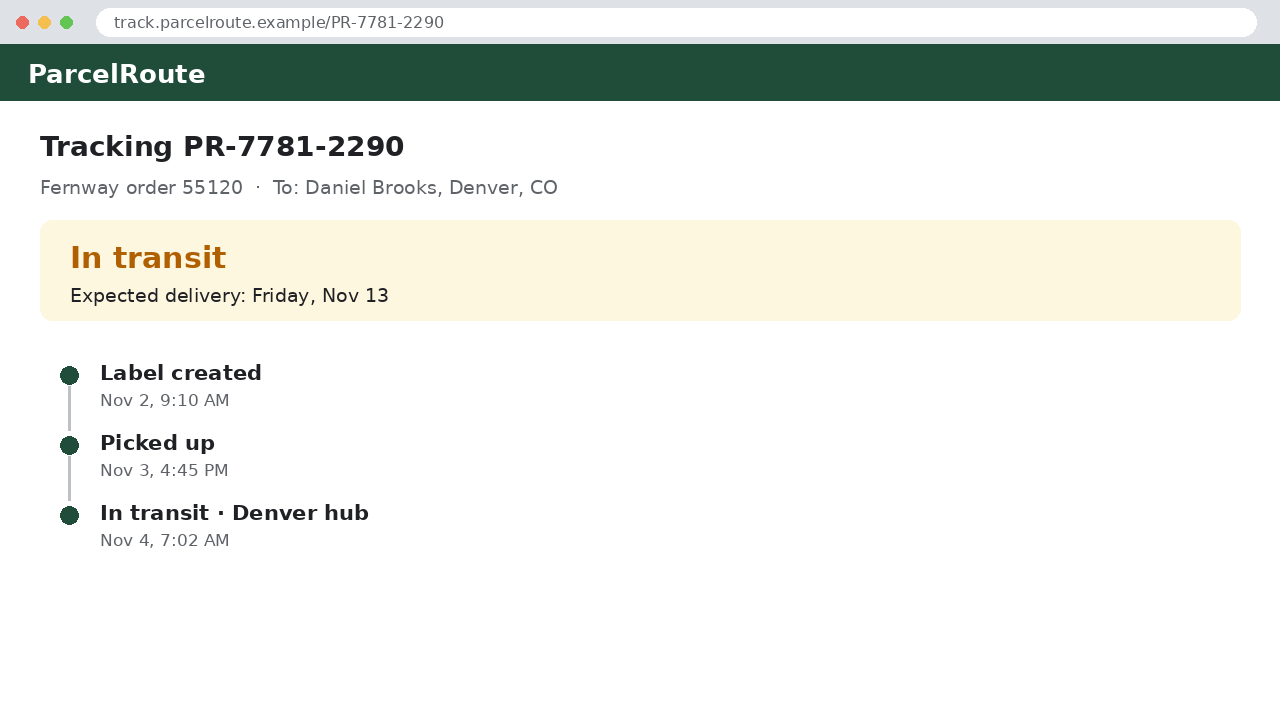 track.parcelroute.example/PR-7781-2290
ParcelRoute
Tracking PR-7781-2290
Fernway order 55120 · To: Daniel Brooks, Denver, CO
In transit
Expected delivery: Friday, Nov 13
Label created
Nov 2, 9:10 AM
Picked up
Nov 3, 4:45 PM
In transit · Denver hub
Nov 4, 7:02 AM